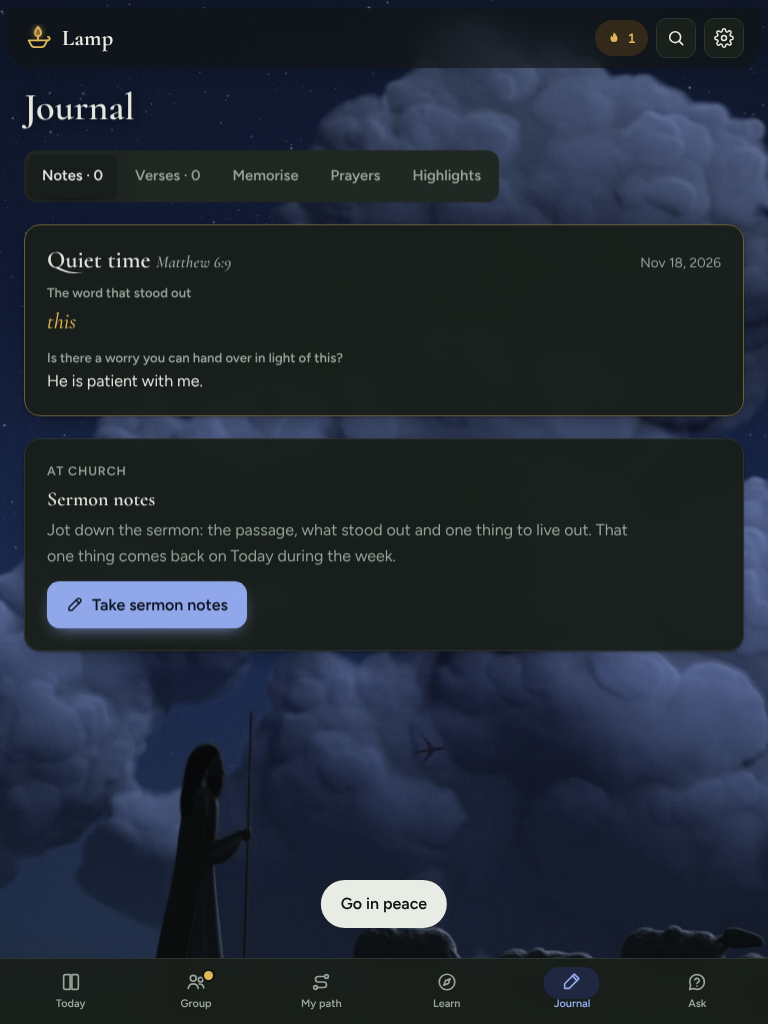 Lamp
1
Journal
Notes · 0
Verses · 0
Memorise
Prayers
Highlights
Quiet time Matthew 6:9
Nov 18, 2026
The word that stood out
this
Is there a worry you can hand over in light of this?
He is patient with me.
AT CHURCH
Sermon notes
Jot down the sermon: the passage, what stood out and one thing to live out. That
one thing comes back on Today during the week.
Take sermon notes
Go in peace
Today
Group
My path
Learn
Journal
Ask